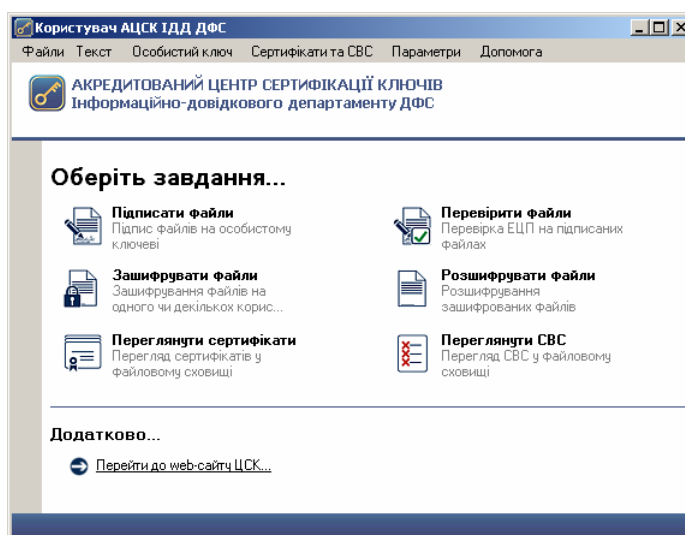 Користувач АЦСК ІДД ДФС
Файли Текст Особистий ключ Сертифікати та СВС Параметри Допомога
АКРЕДИТОВАНИЙ ЦЕНТР СЕРТИФІКАЦІЇ КЛЮЧІВ
Інформаційно-довідкового департаменту ДФС
Оберіть завдання...
Підписати файли
Підпис файлів на особистому
ключеві
Перевірити файли
Перевірка ЕЦП на підписаних
файлах
Зашифрувати файли
Зашифрування файлів на
одного чи декількох корис...
Розшифрувати файли
Розшифрування
зашифрованих файлів
Переглянути сертифікати
Перегляд сертифікатів у
файловому сховищі
Переглянути СВС
Перегляд СВС у файловому
сховищі
Додатково...
Перейти до web-сайту ЦСК...